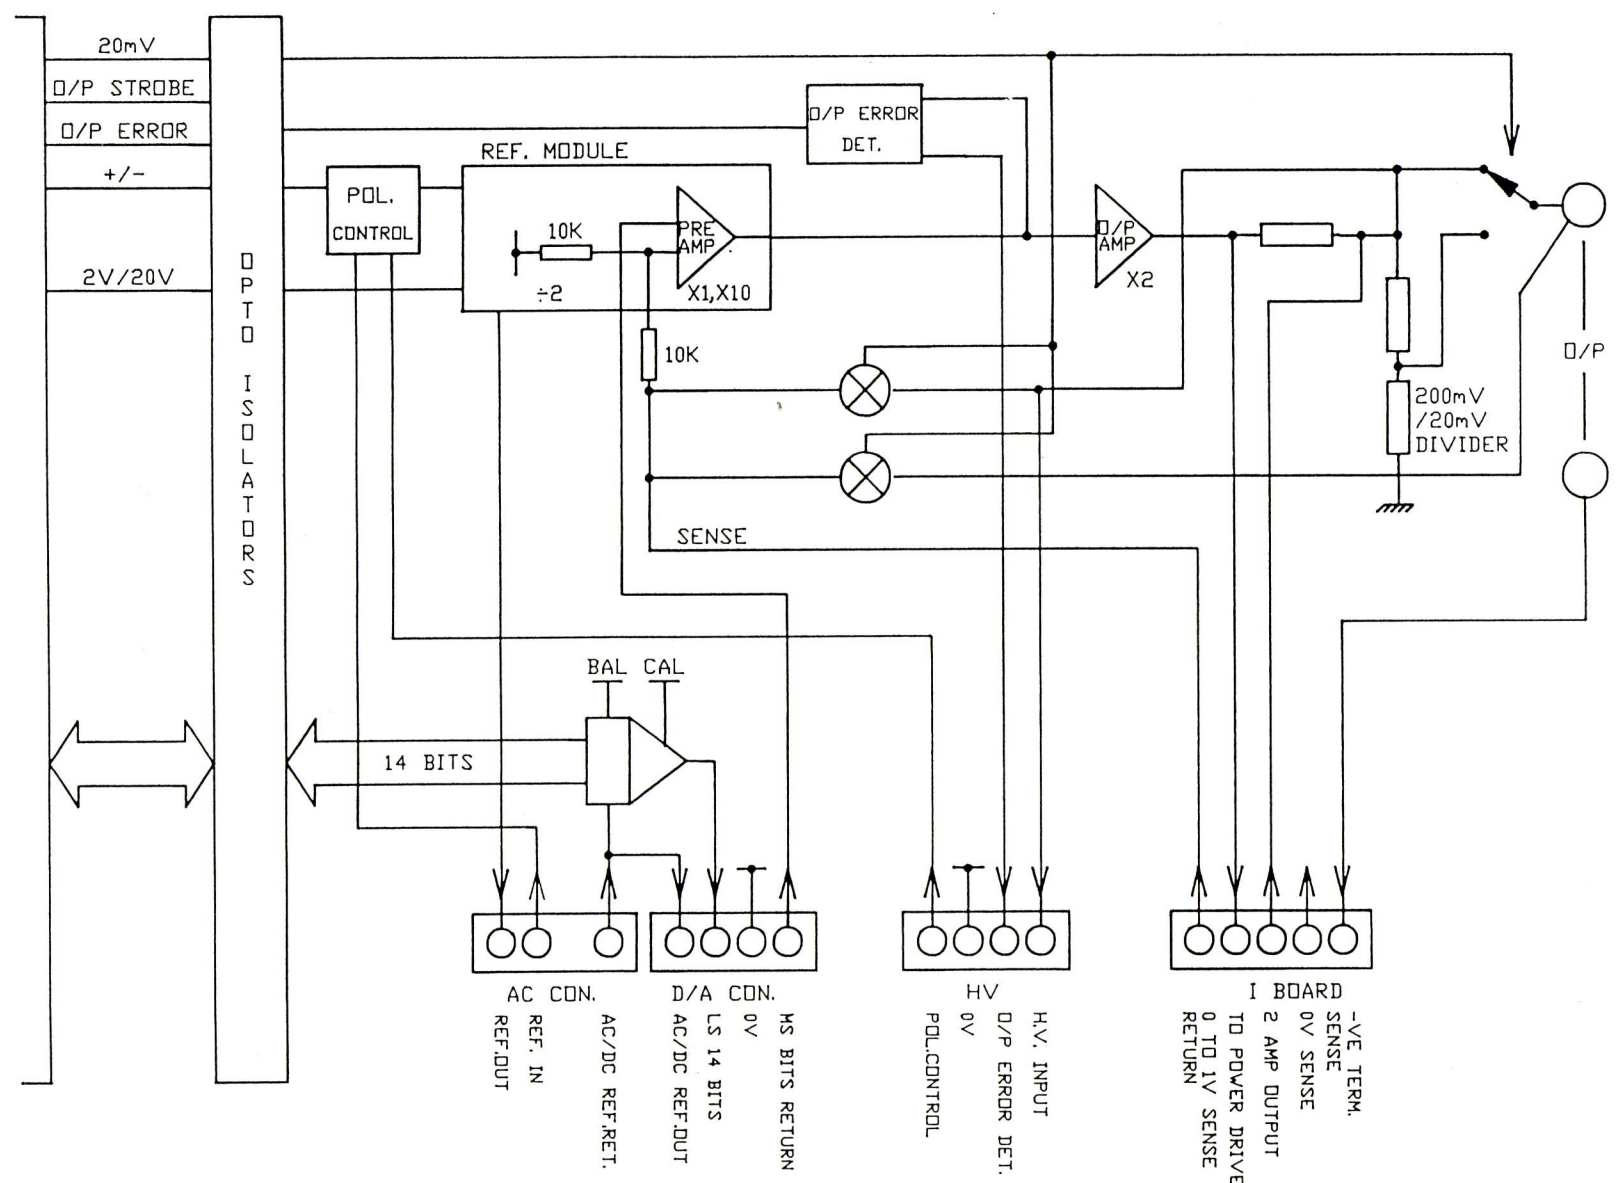 20mV
O/P STROBE
O/P ERROR
+/-
2V/20V
OPTO ISOLATORS
POL.
CONTROL
REF. MODULE
10K
÷2
PRE
AMP
X1,X10
10K
O/P ERROR
DET.
O/P
AMP
X2
200mV
/20mV
DIVIDER
O/P
SENSE
BAL CAL
14 BITS
AC CON.
REF.OUT
REF. IN
AC/DC REF.RET.
D/A CON.
AC/DC REF.OUT
LS 14 BITS
0V
MS BITS RETURN
HV
POL.CONTROL
0V
O/P ERROR DET.
H.V. INPUT
I BOARD
0 TO 1V SENSE
RETURN
TO POWER DRIVE
2 AMP OUTPUT
0V SENSE
-VE TERM.
SENSE